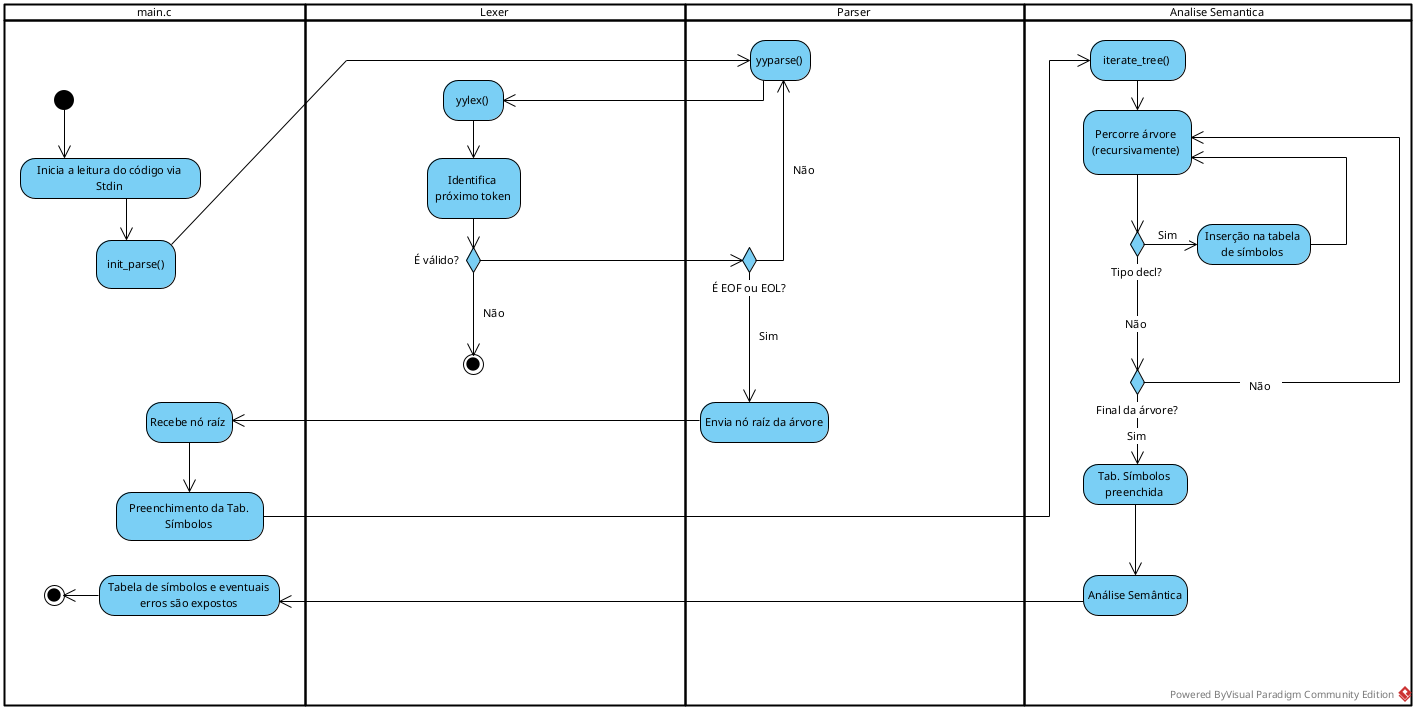 main.c
Lexer
Parser
Analise Semantica
yyparse()
iterate_tree()
yylex()
Percorre árvore
(recursivamente)
Inicia a leitura do código via
Stdin
Não
Identifica
próximo token
init_parse()
É válido?
É EOF ou EOL?
Sim
Inserção na tabela
de símbolos
Tipo decl?
Não
Sim
Não
Não
Final da árvore?
Sim
Recebe nó raíz
Envia nó raíz da árvore
Tab. Símbolos
preenchida
Preenchimento da Tab.
Símbolos
Tabela de símbolos e eventuais
erros são expostos
Análise Semântica
Powered ByVisual Paradigm Community Edition